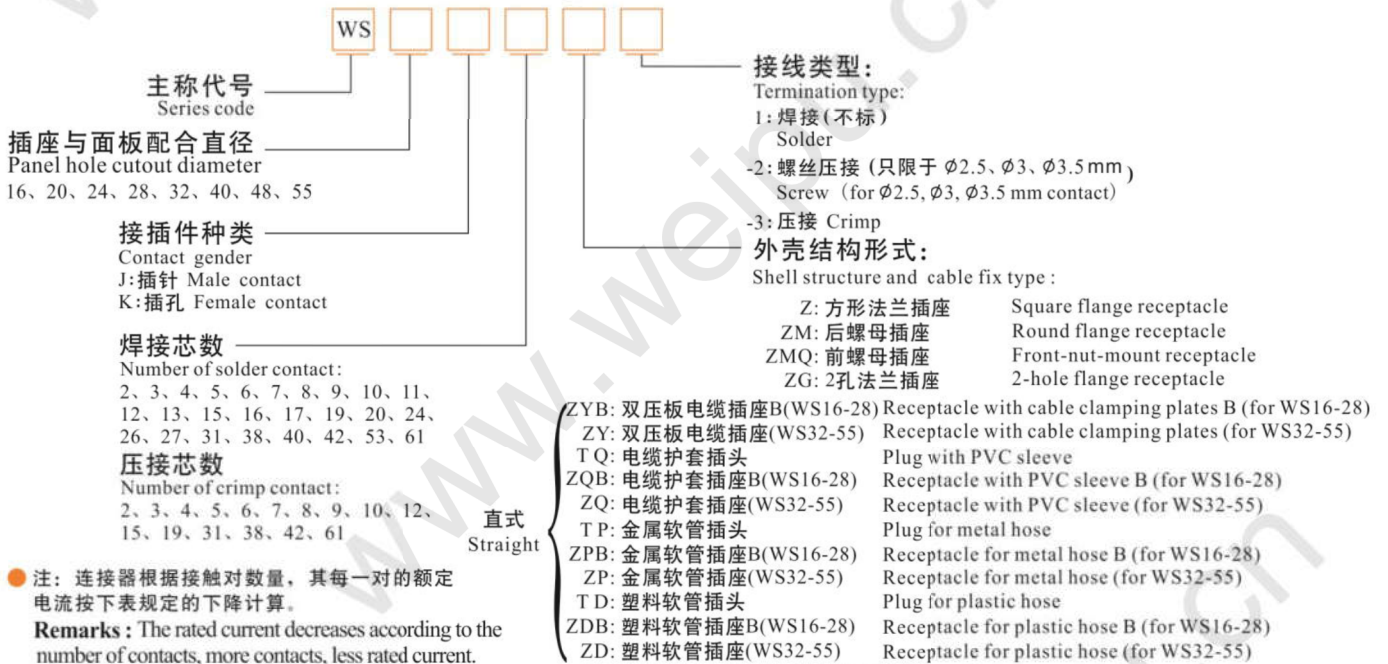 WS
主称代号
Series code
插座与面板配合直径
Panel hole cutout diameter
16、20、24、28、32、40、48、55
接插件种类
Contact gender
J:插针 Male contact
K:插孔 Female contact
焊接芯数
Number of solder contact:
2、3、4、5、6、7、8、9、10、11、
12、13、15、16、17、19、20、24、
26、27、31、38、40、42、53、61
压接芯数
Number of crimp contact:
2、3、4、5、6、7、8、9、10、12、
15、19、31、38、42、61
注: 连接器根据接触对数量,其每一对的额定
电流按下表规定的下降计算。
Remarks : The rated current decreases according to the
number of contacts, more contacts, less rated current.
接线类型:
Termination type:
1:焊接(不标)
Solder
-2:螺丝压接 (只限于 Ø2.5、Ø3、Ø3.5mm)
Screw (for Ø2.5, Ø3, Ø3.5 mm contact)
-3:压接 Crimp
外壳结构形式:
Shell structure and cable fix type :
Z: 方形法兰插座 Square flange receptacle
ZM: 后螺母插座 Round flange receptacle
ZMQ: 前螺母插座 Front-nut-mount receptacle
ZG: 2孔法兰插座 2-hole flange receptacle
直式
Straight
ZYB: 双压板电缆插座B(WS16-28) Receptacle with cable clamping plates B (for WS16-28)
ZY: 双压板电缆插座(WS32-55) Receptacle with cable clamping plates (for WS32-55)
TQ: 电缆护套插头 Plug with PVC sleeve
ZQB: 电缆护套插座B(WS16-28) Receptacle with PVC sleeve B (for WS16-28)
ZQ: 电缆护套插座(WS32-55) Receptacle with PVC sleeve (for WS32-55)
TP: 金属软管插头 Plug for metal hose
ZPB: 金属软管插座B(WS16-28) Receptacle for metal hose B (for WS16-28)
ZP: 金属软管插座(WS32-55) Receptacle for metal hose (for WS32-55)
TD: 塑料软管插头 Plug for plastic hose
ZDB: 塑料软管插座B(WS16-28) Receptacle for plastic hose B (for WS16-28)
ZD: 塑料软管插座(WS32-55) Receptacle for plastic hose (for WS32-55)
www.weipu.cn